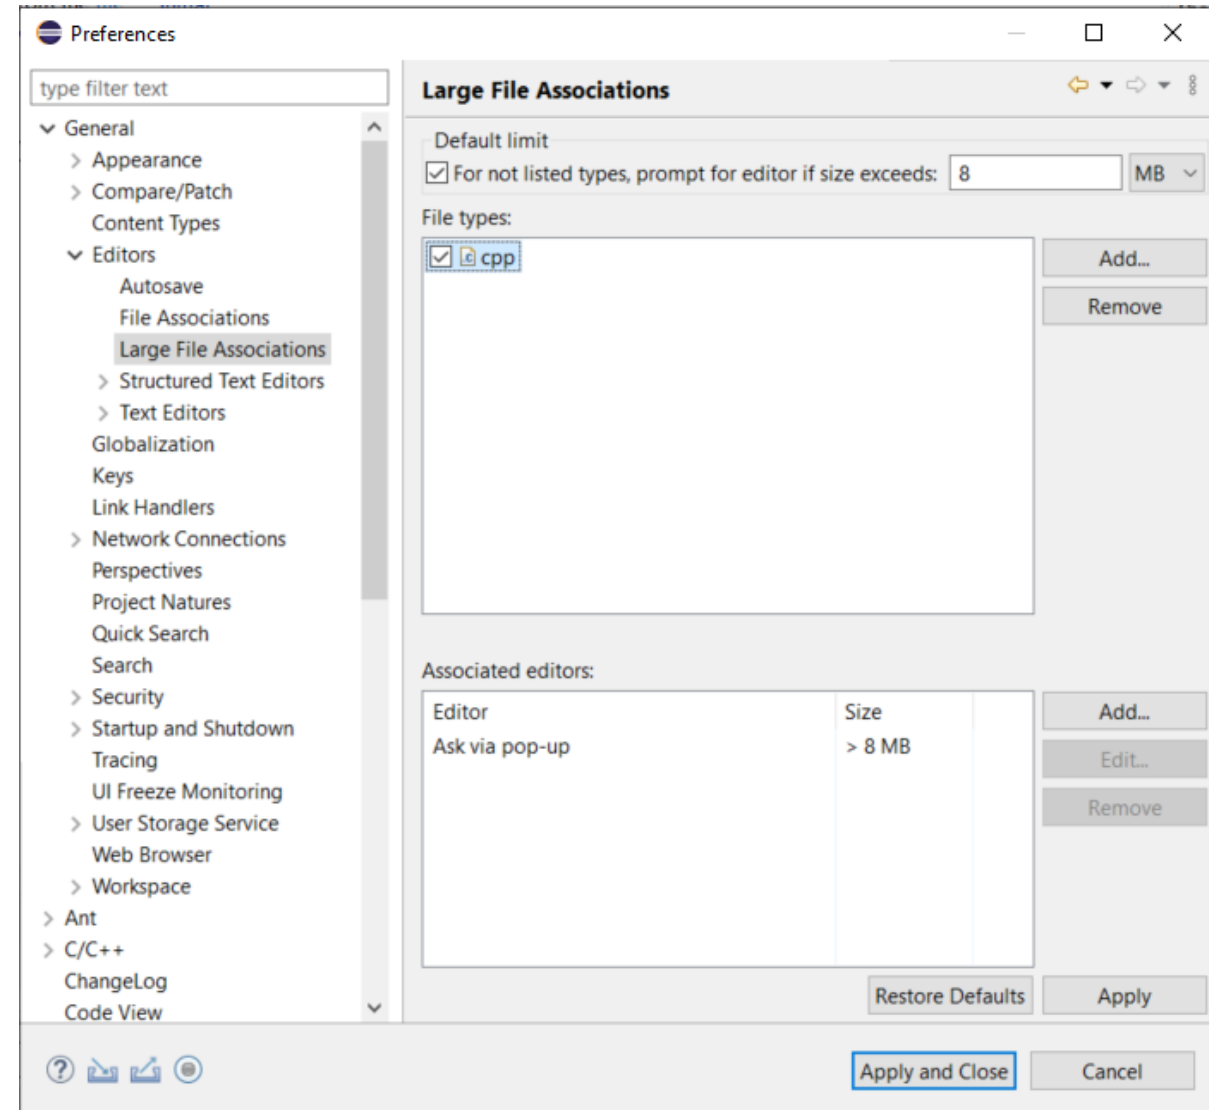 Preferences
type filter text
General
Appearance
Compare/Patch
Content Types
Editors
Autosave
File Associations
Large File Associations
Structured Text Editors
Text Editors
Globalization
Keys
Link Handlers
Network Connections
Perspectives
Project Natures
Quick Search
Search
Security
Startup and Shutdown
Tracing
UI Freeze Monitoring
User Storage Service
Web Browser
Workspace
Ant
C/C++
ChangeLog
Code View
Large File Associations
Default limit
For not listed types, prompt for editor if size exceeds: 8 MB
File types:
cpp
Add...
Remove
Associated editors:
Editor Size
Ask via pop-up > 8 MB
Add...
Edit...
Remove
Restore Defaults Apply
Apply and Close Cancel